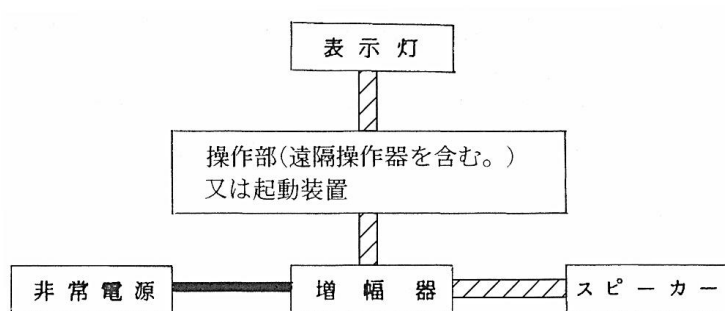 表示灯
操作部(遠隔操作器を含む。)
又は起動装置
非常電源
増幅器
スピーカー